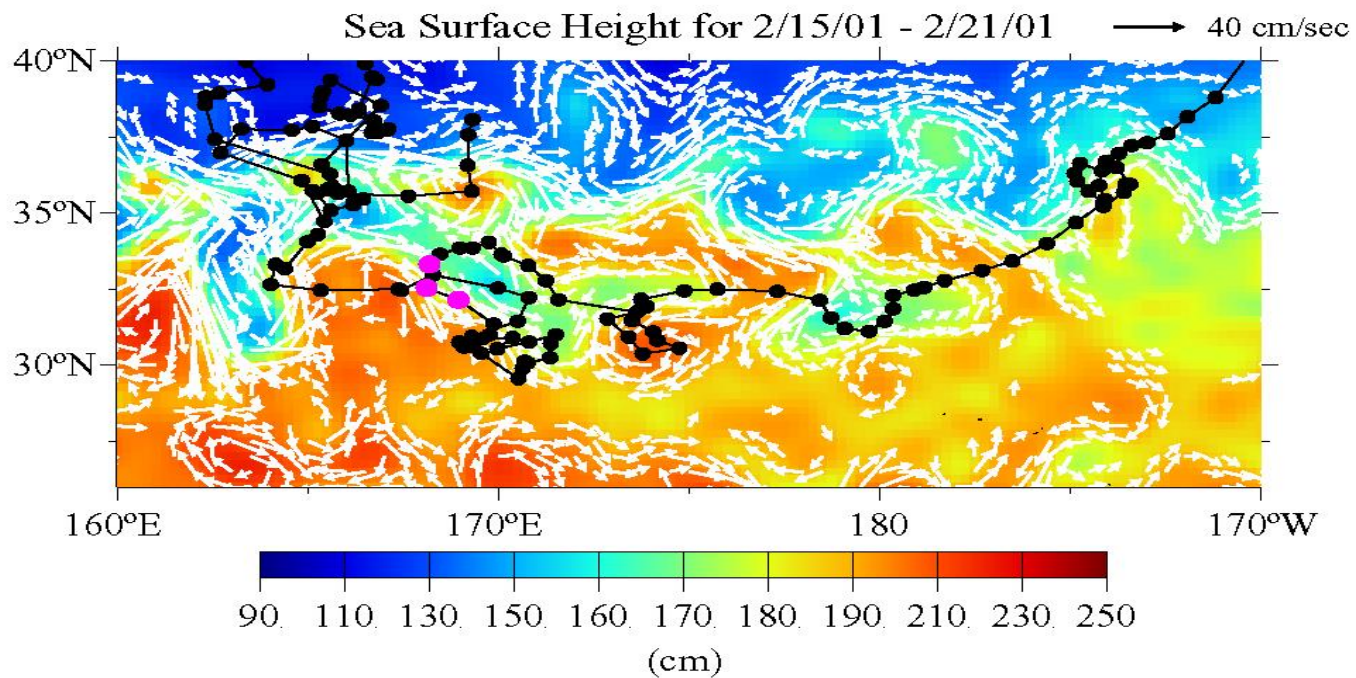 Sea Surface Height for 2/15/01 - 2/21/01 40 cm/sec
40ºN
35ºN
30ºN
160ºE 170ºE 180 170ºW
90. 110. 130. 150. 160. 170. 180. 190. 210. 230. 250
(cm)